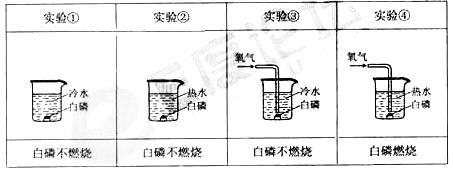 实验① 实验② 实验③ 实验④
冷水
白磷
热水
白磷
氧气
冷水
白磷
氧气
热水
白磷
白磷不燃烧 白磷不燃烧 白磷不燃烧 白磷燃烧